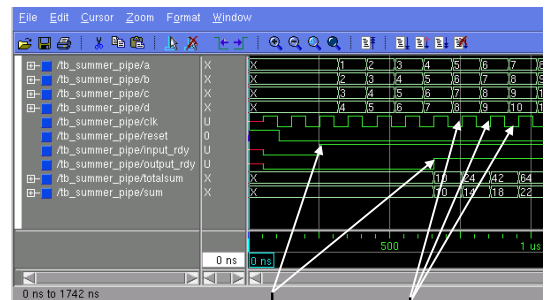 File Edit Cursor Zoom Format Window
/tb_summer_pipe/a X X 1 2 3 4 5 6 7 8
/tb_summer_pipe/b X X 2 3 4 5 6 7 8 9
/tb_summer_pipe/c X X 3 4 5 6 7 8 9
/tb_summer_pipe/d X X 4 5 6 7 8 9 10
/tb_summer_pipe/clk U
/tb_summer_pipe/reset 0
/tb_summer_pipe/input_rdy U
/tb_summer_pipe/output_rdy U
/tb_summer_pipe/totalsum X X 10 24 42 64
/tb_summer_pipe/sum X X 10 14 18 22
500 1 us
0 ns 0 ns
0 ns to 1742 ns